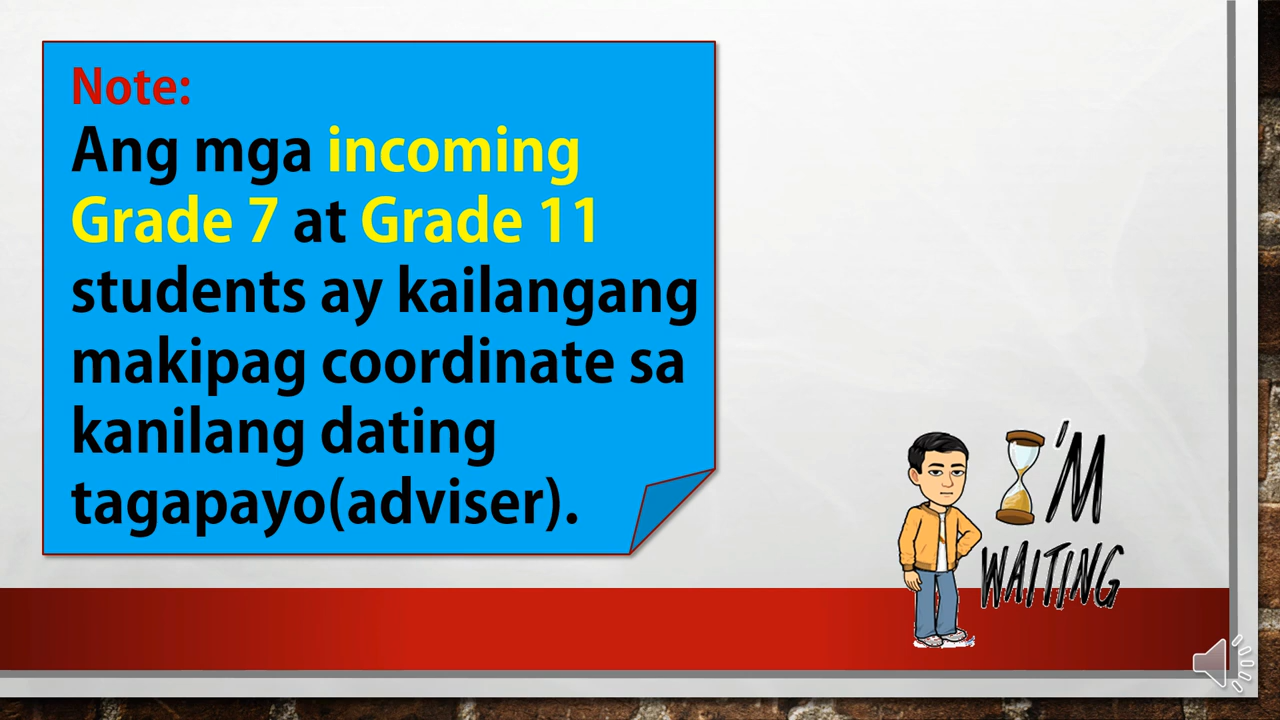 Note:
Ang mga incoming
Grade 7 at Grade 11
students ay kailangang
makipag coordinate sa
kanilang dating
tagapayo(adviser).
I'M
WAITING